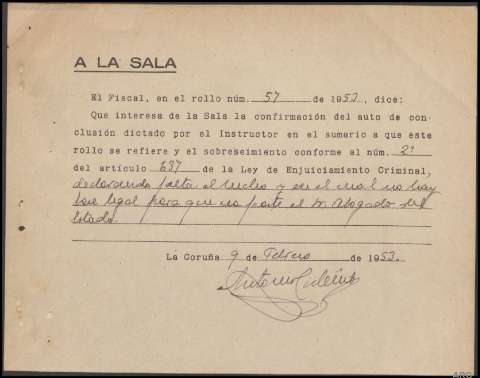 A LA SALA
El Fiscal, en el rollo núm. 57 de 1952, dice:
Que interesa de la Sala la confirmación del auto de con-
clusión dictado por el Instructor en el sumario a que este
rollo se refiere y el sobreseimiento conforme al núm. 2º
del artículo 637 de la Ley de Enjuiciamiento Criminal,
declarando falta el hecho y en el cual no hay
base legal para que sea parte el Sr. Abogado del
Estado.
La Coruña 9 de Febrero de 1952.
Antonio